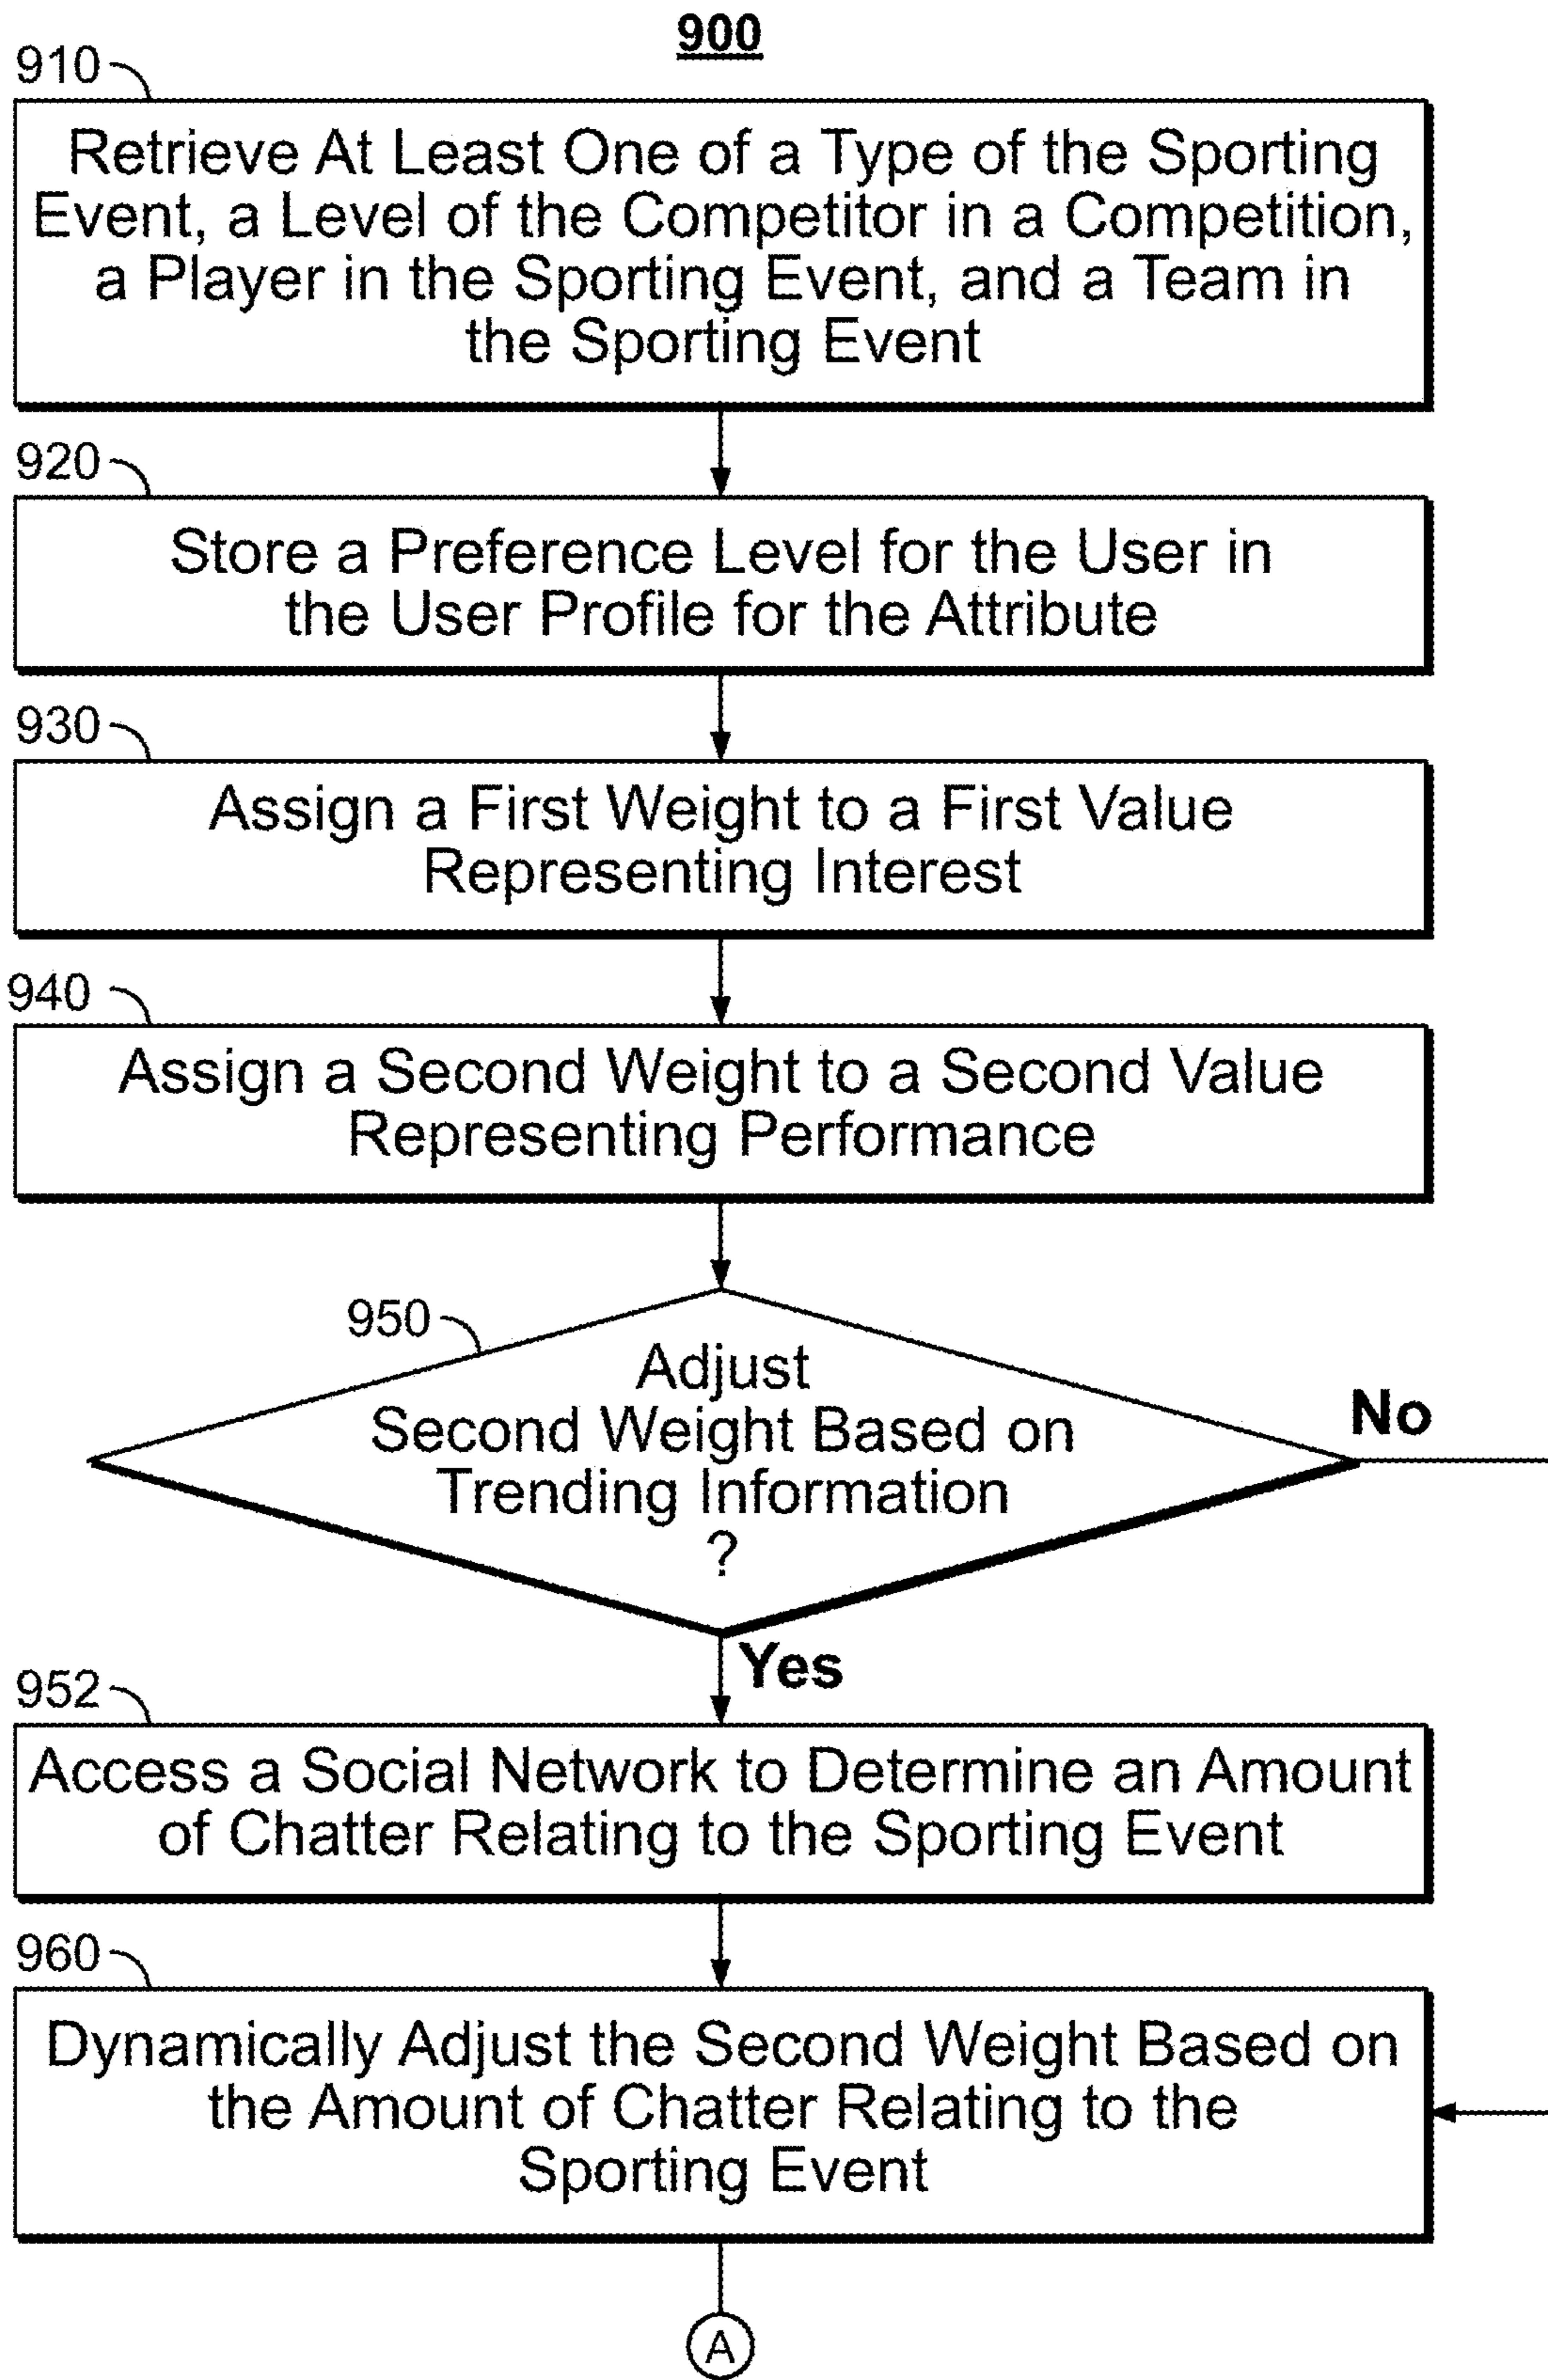 900
910
Retrieve At Least One of a Type of the Sporting
Event, a Level of the Competitor in a Competition,
a Player in the Sporting Event, and a Team in
the Sporting Event
920
Store a Preference Level for the User in
the User Profile for the Attribute
930
Assign a First Weight to a First Value
Representing Interest
940
Assign a Second Weight to a Second Value
Representing Performance
950
Adjust
Second Weight Based on
Trending Information
?
No
Yes
952
Access a Social Network to Determine an Amount
of Chatter Relating to the Sporting Event
960
Dynamically Adjust the Second Weight Based on
the Amount of Chatter Relating to the
Sporting Event
A